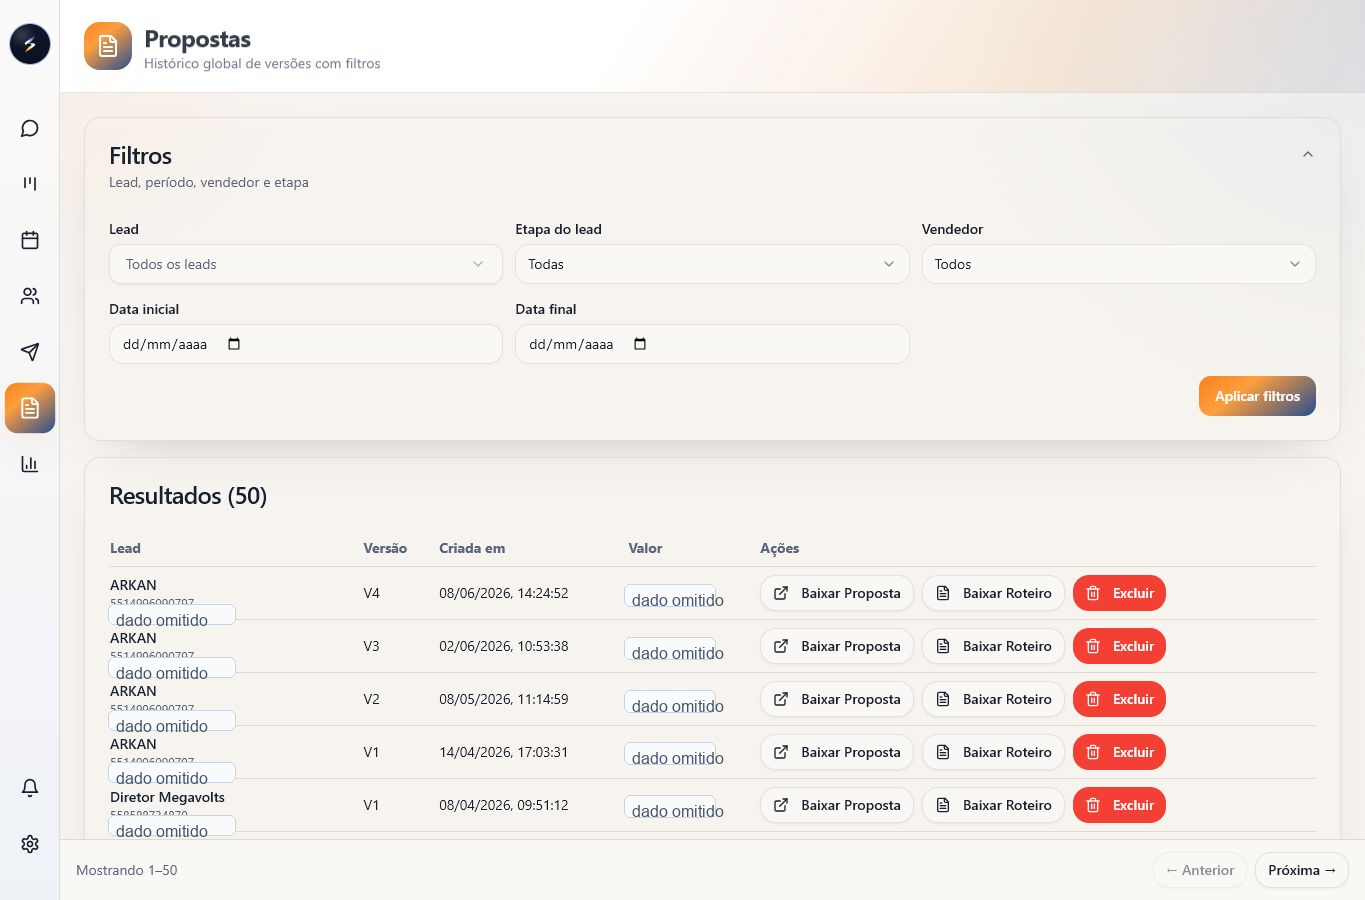 Propostas
Histórico global de versões com filtros
Filtros
Lead, período, vendedor e etapa
Lead
Etapa do lead
Vendedor
Todos os leads
Todas
Todos
Data inicial
Data final
dd/mm/aaaa
dd/mm/aaaa
Aplicar filtros
Resultados (50)
Lead Versão Criada em Valor Ações
ARKAN
dado omitido
V4 08/06/2026, 14:24:52 dado omitido Baixar Proposta Baixar Roteiro Excluir
ARKAN
dado omitido
V3 02/06/2026, 10:53:38 dado omitido Baixar Proposta Baixar Roteiro Excluir
ARKAN
dado omitido
V2 08/05/2026, 11:14:59 dado omitido Baixar Proposta Baixar Roteiro Excluir
ARKAN
dado omitido
V1 14/04/2026, 17:03:31 dado omitido Baixar Proposta Baixar Roteiro Excluir
Diretor Megavolts
dado omitido
V1 08/04/2026, 09:51:12 dado omitido Baixar Proposta Baixar Roteiro Excluir
Mostrando 1–50
← Anterior
Próxima →